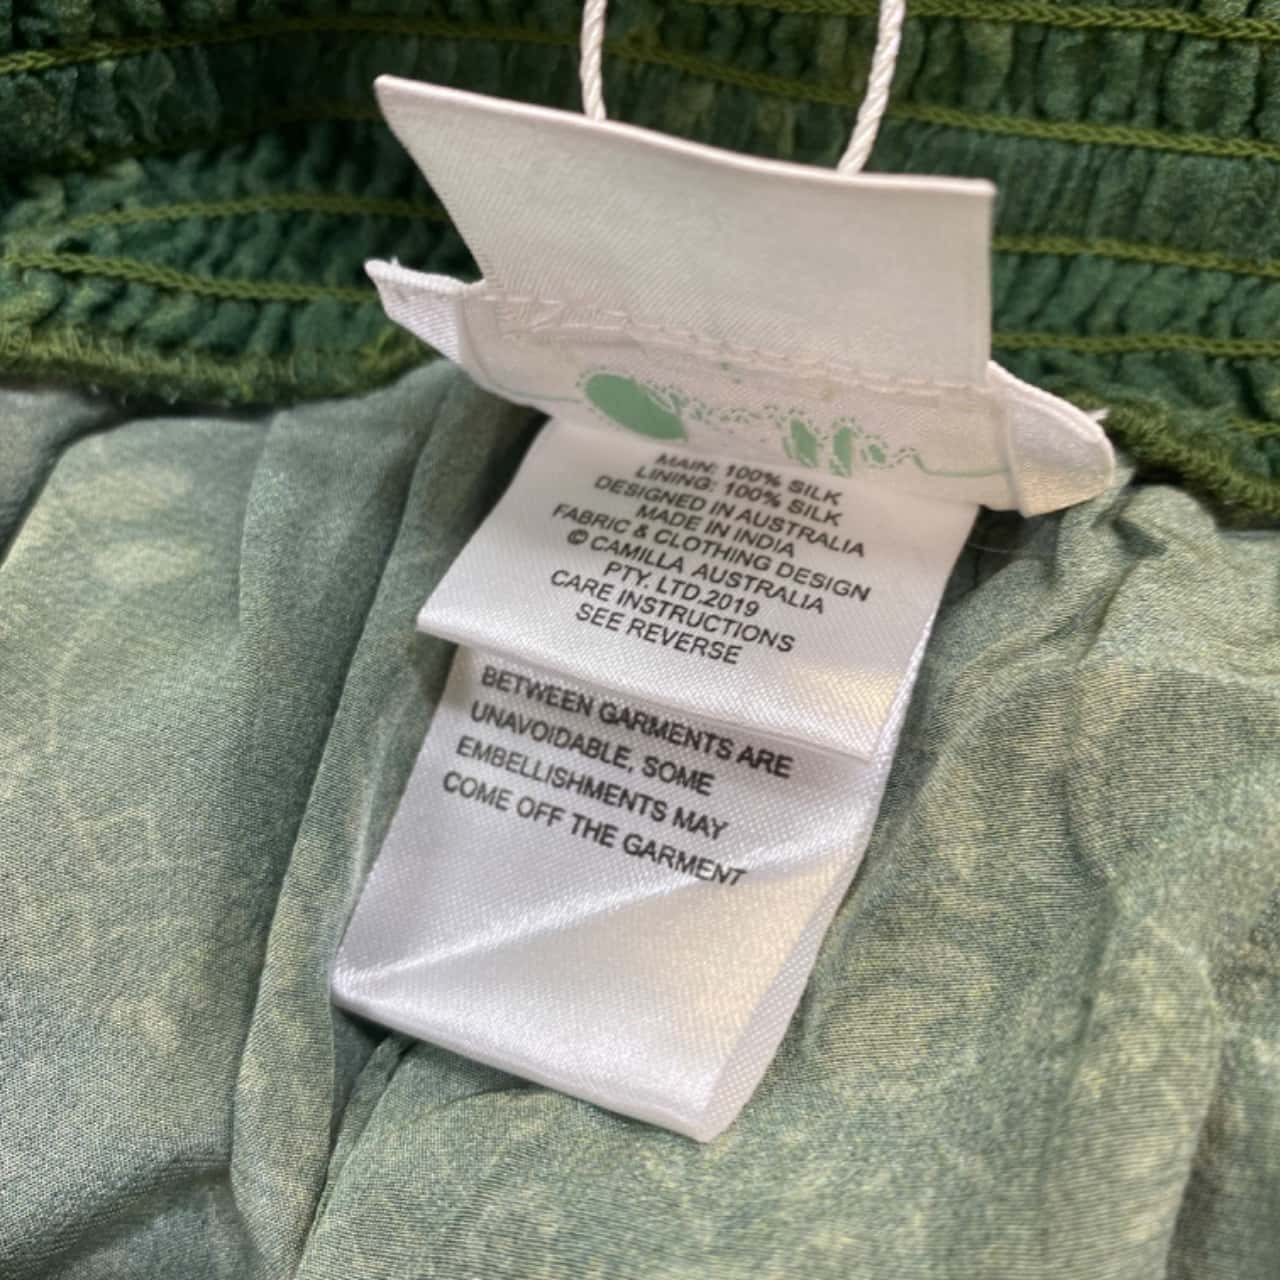 MAIN: 100% SILK
LINING: 100% SILK
DESIGNED IN AUSTRALIA
MADE IN INDIA
FABRIC & CLOTHING DESIGN
© CAMILLA AUSTRALIA
PTY. LTD.2019
CARE INSTRUCTIONS
SEE REVERSE
BETWEEN GARMENTS ARE
UNAVOIDABLE, SOME
EMBELLISHMENTS MAY
COME OFF THE GARMENT